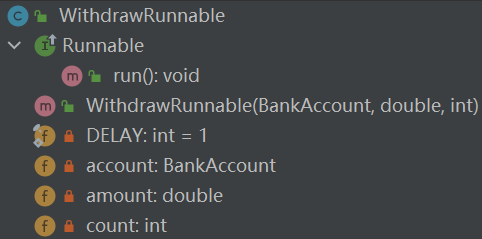 WithdrawRunnable
Runnable
run(): void
WithdrawRunnable(BankAccount, double, int)
DELAY: int = 1
account: BankAccount
amount: double
count: int